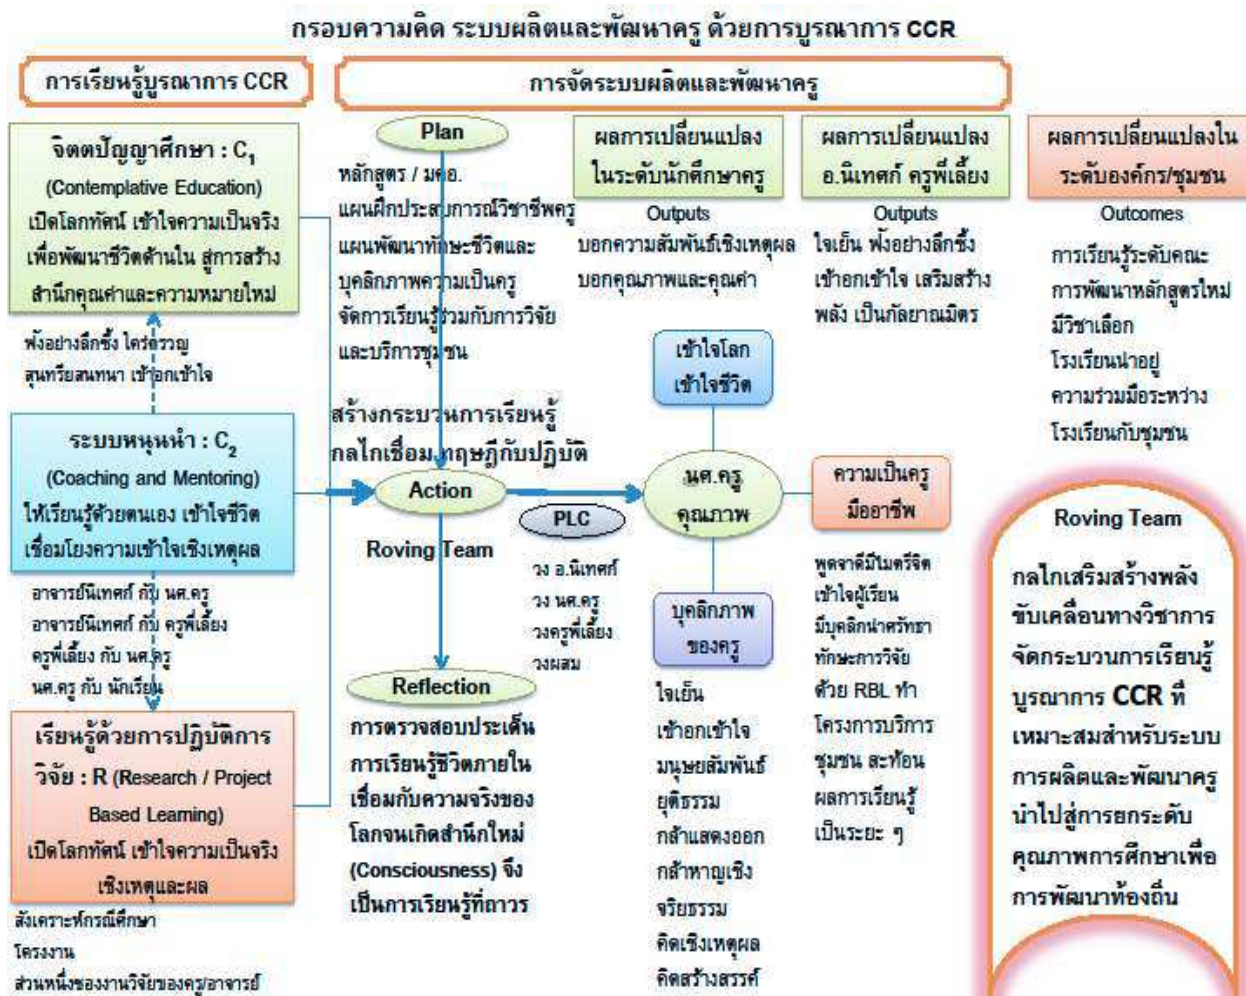 กรอบความคิด ระบบผลิตและพัฒนาครู ด้วยการบูรณาการ CCR
การเรียนรู้บูรณาการ CCR
การจัดระบบผลิตและพัฒนาครู
จิตตปัญญาศึกษา : C1
(Contemplative Education)
เปิดโลกทัศน์ เข้าใจความเป็นจริง
เพื่อพัฒนาชีวิตด้านใน สู่การสร้าง
สำนึกคุณค่าและความหมายใหม่
ฟังอย่างลึกซึ้ง ใคร่ครวญ
สุนทรียสนทนา เข้าอกเข้าใจ
ระบบหนุนนำ : C2
(Coaching and Mentoring)
ให้เรียนรู้ด้วยตนเอง เข้าใจชีวิต
เชื่อมโยงความเข้าใจเชิงเหตุผล
อาจารย์นิเทศก์ กับ นศ.ครู
อาจารย์นิเทศก์ กับ ครูพี่เลี้ยง
ครูพี่เลี้ยง กับ นศ.ครู
นศ.ครู กับ นักเรียน
เรียนรู้ด้วยการปฏิบัติการ
วิจัย : R (Research / Project
Based Learning)
เปิดโลกทัศน์ เข้าใจความเป็นจริง
เชิงเหตุและผล
สังเคราะห์กรณีศึกษา
โครงงาน
ส่วนหนึ่งของงานวิจัยของครู/อาจารย์
Plan
หลักสูตร / มคอ.
แผนฝึกประสบการณ์วิชาชีพครู
แผนพัฒนาทักษะชีวิตและ
บุคลิกภาพความเป็นครู
จัดการเรียนรู้ร่วมกับการวิจัย
และบริการชุมชน
สร้างกระบวนการเรียนรู้
กลไกเชื่อม ทฤษฎีกับปฏิบัติ
Action
Roving Team
Reflection
การตรวจสอบประเด็น
การเรียนรู้ชีวิตภายใน
เชื่อมกับความจริงของ
โลกจนเกิดสำนึกใหม่
(Consciousness) จึง
เป็นการเรียนรู้ที่ถาวร
PLC
วง อ.นิเทศก์
วง นศ.ครู
วงครูพี่เลี้ยง
วงผสม
ผลการเปลี่ยนแปลง
ในระดับนักศึกษาครู
Outputs
บอกความสัมพันธ์เชิงเหตุผล
บอกคุณภาพและคุณค่า
ผลการเปลี่ยนแปลง
อ.นิเทศก์ ครูพี่เลี้ยง
Outputs
ใจเย็น ฟังอย่างลึกซึ้ง
เข้าอกเข้าใจ เสริมสร้าง
พลัง เป็นกัลยาณมิตร
เข้าใจโลก
เข้าใจชีวิต
นศ.ครู
คุณภาพ
ความเป็นครู
มืออาชีพ
พูดจาดีมีไมตรีจิต
เข้าใจผู้เรียน
มีบุคลิกน่าศรัทธา
ทักษะการวิจัย
ด้วย RBL ทำ
โครงการบริการ
ชุมชน สะท้อน
ผลการเรียนรู้
เป็นระยะ ๆ
บุคลิกภาพ
ของครู
ใจเย็น
เข้าอกเข้าใจ
มนุษยสัมพันธ์
ยุติธรรม
กล้าแสดงออก
กล้าหาญเชิง
จริยธรรม
คิดเชิงเหตุผล
คิดสร้างสรรค์
ผลการเปลี่ยนแปลงใน
ระดับองค์กร/ชุมชน
Outcomes
การเรียนรู้ระดับคณะ
การพัฒนาหลักสูตรใหม่
มีวิชาเลือก
โรงเรียนน่าอยู่
ความร่วมมือระหว่าง
โรงเรียนกับชุมชน
Roving Team
กลไกเสริมสร้างพลัง
ขับเคลื่อนทางวิชาการ
จัดกระบวนการเรียนรู้
บูรณาการ CCR ที่
เหมาะสมสำหรับระบบ
การผลิตและพัฒนาครู
นำไปสู่การยกระดับ
คุณภาพการศึกษาเพื่อ
การพัฒนาท้องถิ่น